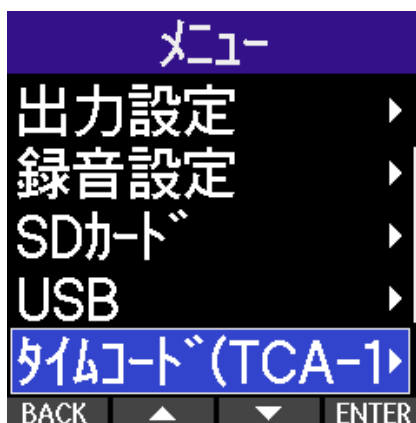 メニュー
出力設定
録音設定
SDカード
USB
タイムコード(TCA-1
BACK ENTER